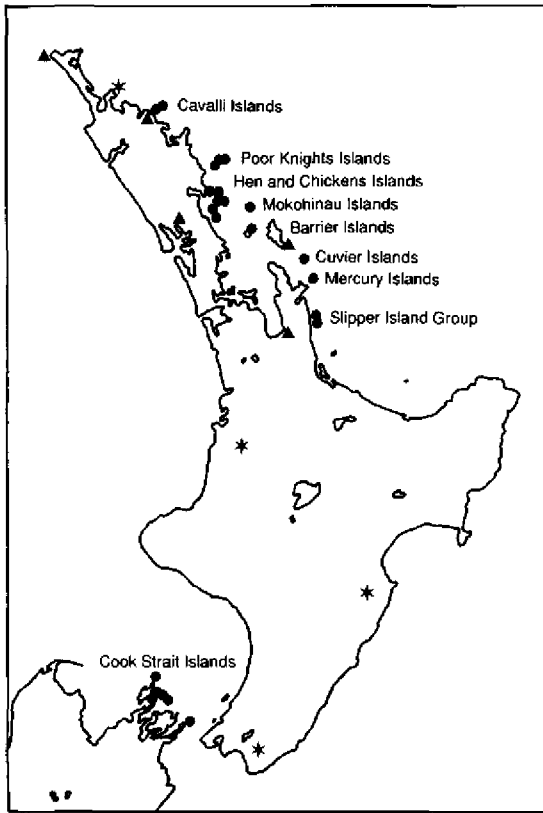 Cavalli Islands
Poor Knights Islands
Hen and Chickens Islands
Mokohinau Islands
Barrier Islands
Cuvier Islands
Mercury Islands
Slipper Island Group
Cook Strait Islands